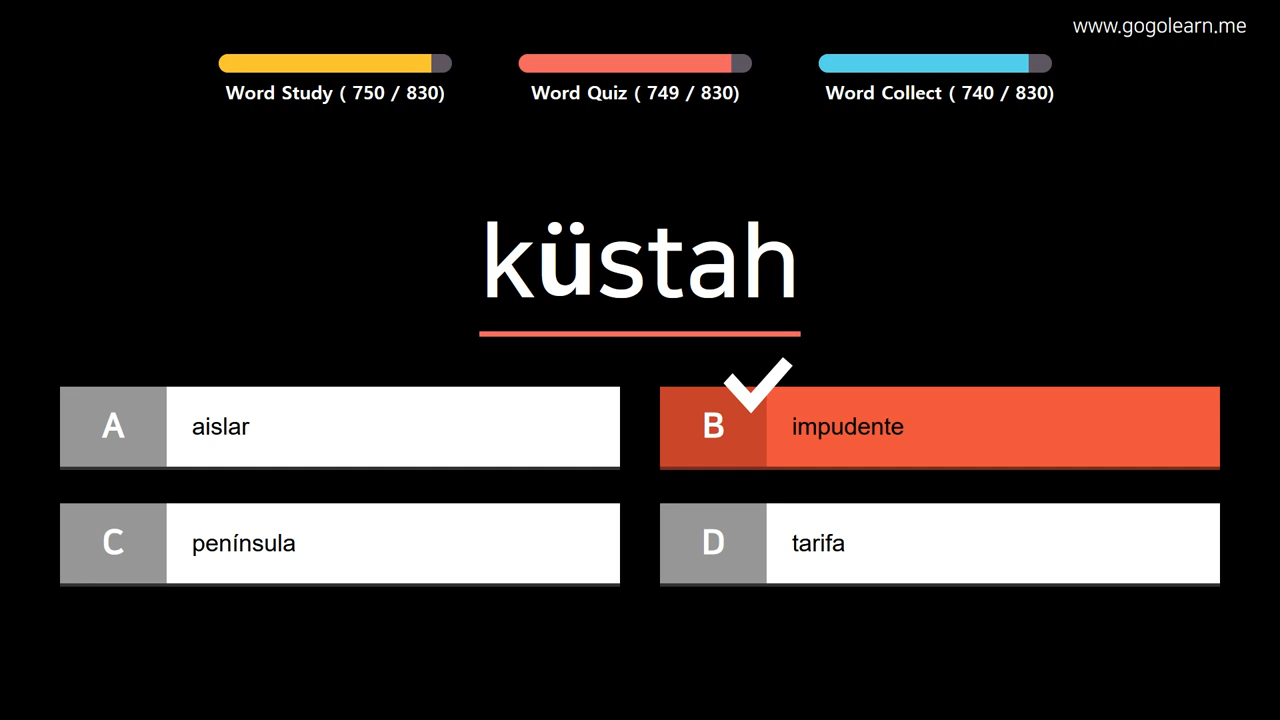 www.gogolearn.me
Word Study ( 750 / 830)
Word Quiz ( 749 / 830)
Word Collect ( 740 / 830)
küstah
A aislar
B impudente
C península
D tarifa